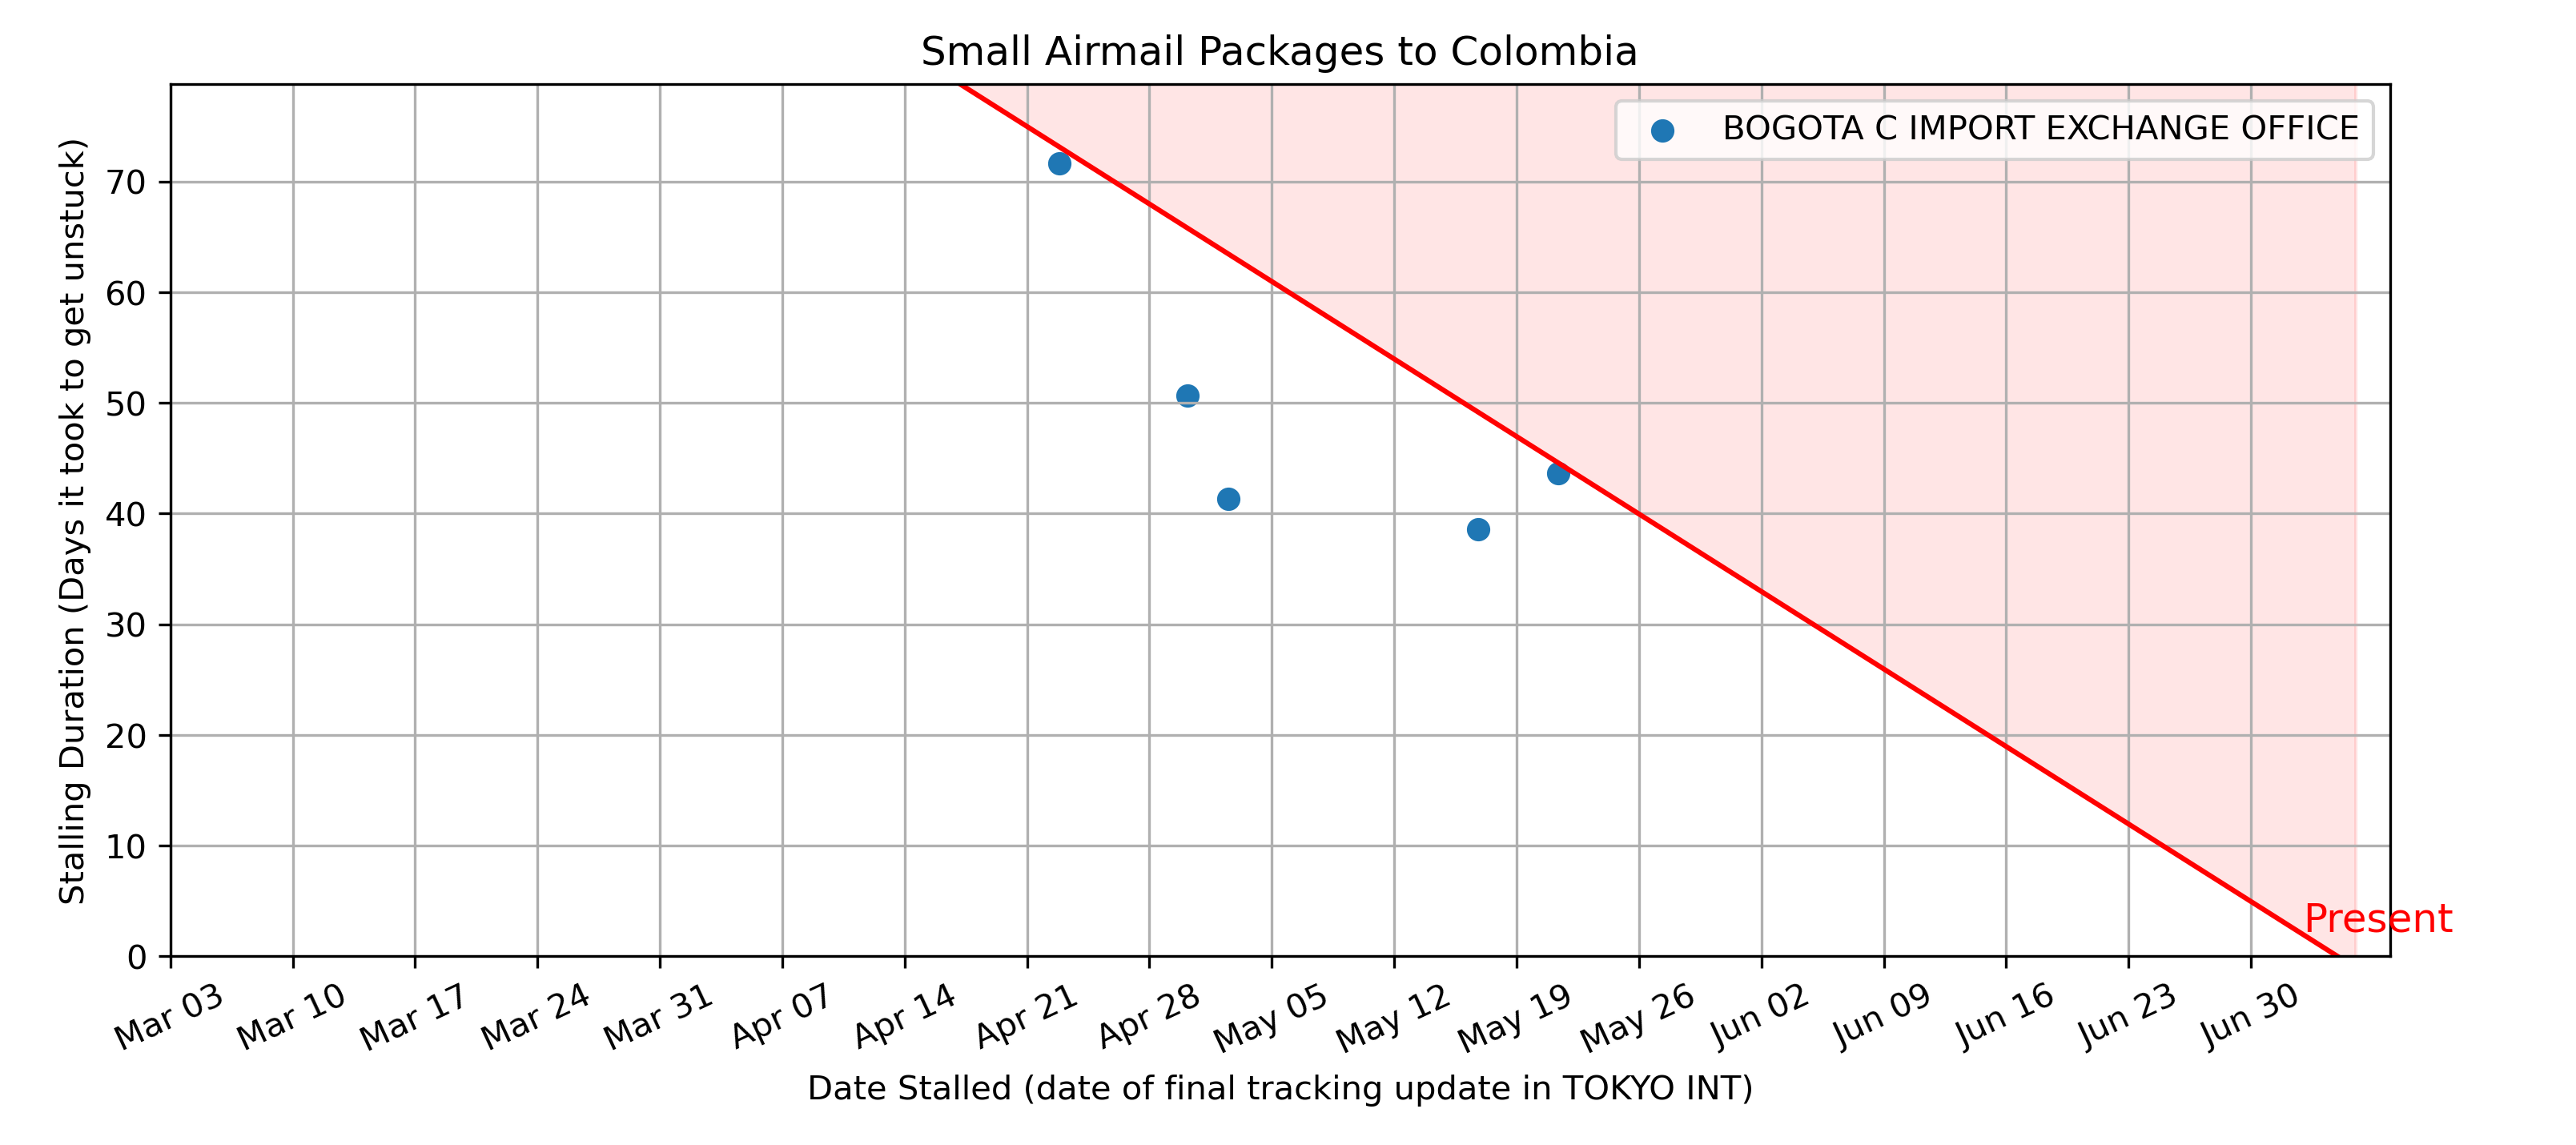 Small Airmail Packages to Colombia
BOGOTA C IMPORT EXCHANGE OFFICE
Stalling Duration (Days it took to get unstuck)
70
60
50
40
30
20
10
0
Present
Mar 03
Mar 10
Mar 17
Mar 24
Mar 31
Apr 07
Apr 14
Apr 21
Apr 28
May 05
May 12
May 19
May 26
Jun 02
Jun 09
Jun 16
Jun 23
Jun 30
Date Stalled (date of final tracking update in TOKYO INT)